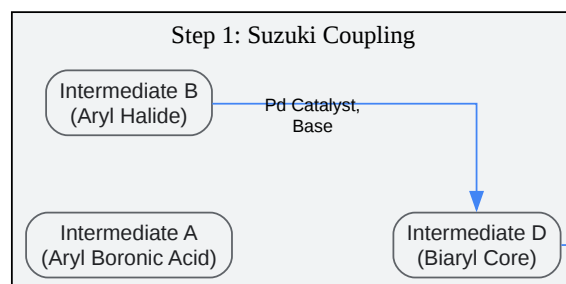 Step 1: Suzuki Coupling
Intermediate B
(Aryl Halide)
Pd Catalyst,
Base
Intermediate A
(Aryl Boronic Acid)
Intermediate D
(Biaryl Core)